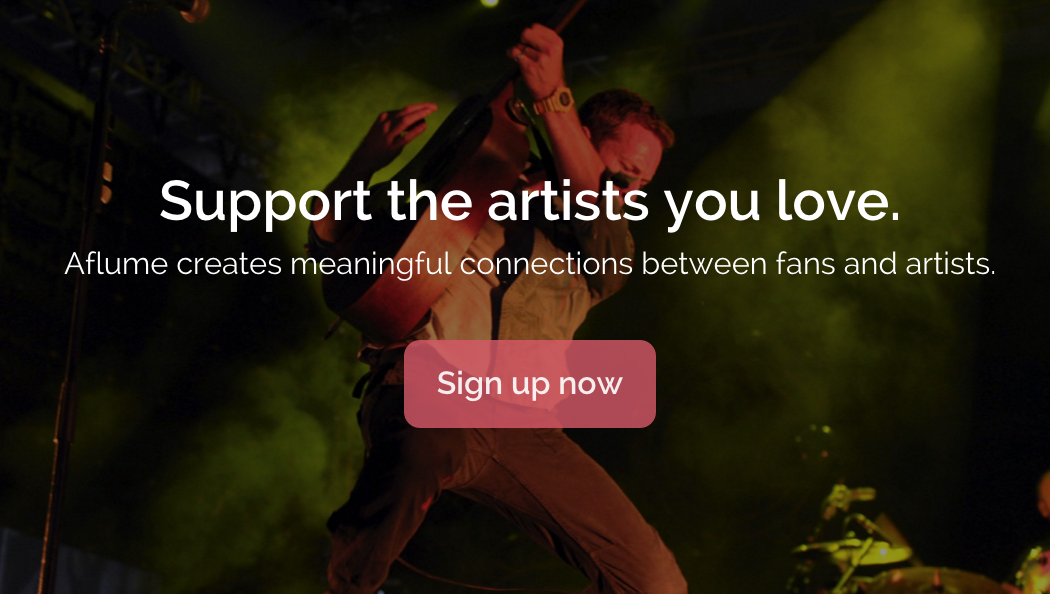 Support the artists you love.
Aflume creates meaningful connections between fans and artists.
Sign up now